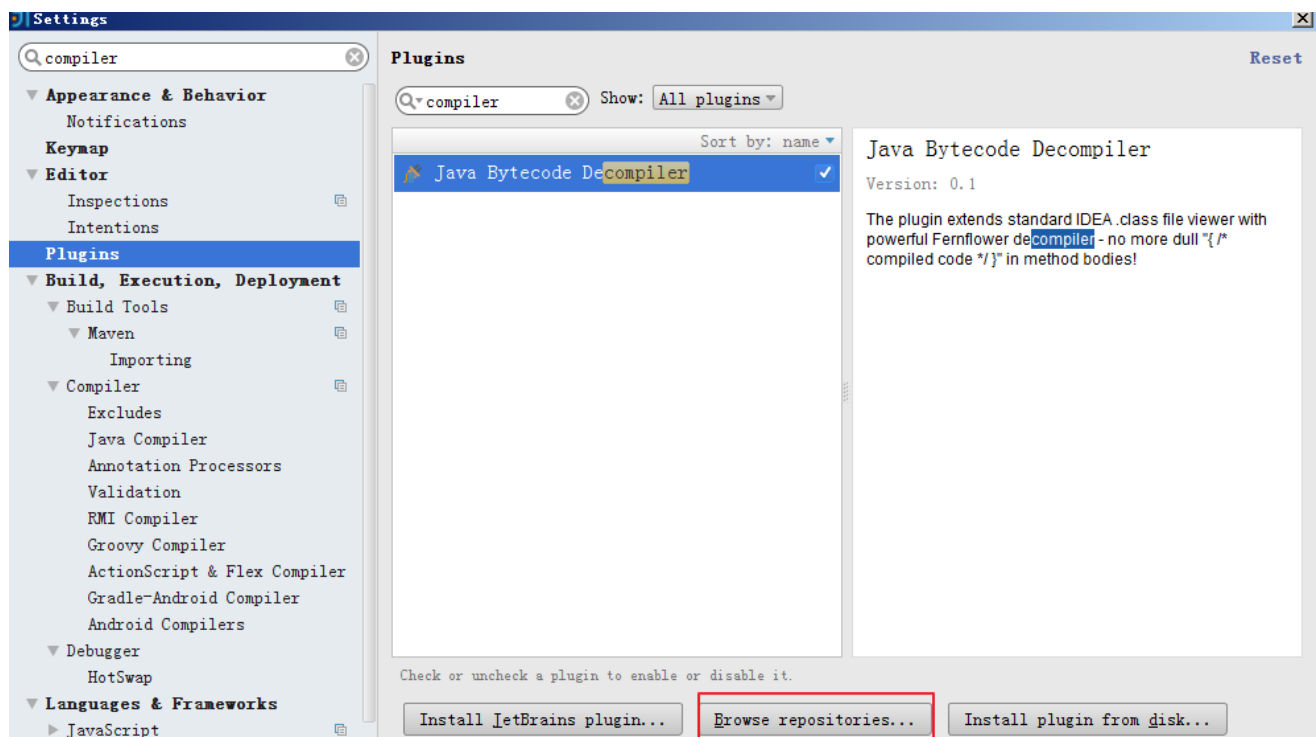 Settings
compiler
Appearance & Behavior
Notifications
Keymap
Editor
Inspections
Intentions
Plugins
Build, Execution, Deployment
Build Tools
Maven
Importing
Compiler
Excludes
Java Compiler
Annotation Processors
Validation
RMI Compiler
Groovy Compiler
ActionScript & Flex Compiler
Gradle-Android Compiler
Android Compilers
Debugger
HotSwap
Languages & Frameworks
JavaScript
Plugins
Reset
compiler
Show: All plugins
Sort by: name
Java Bytecode Decompiler
Java Bytecode Decompiler
Version: 0.1
The plugin extends standard IDEA .class file viewer with
powerful Fernflower decompiler - no more dull "{ /*
compiled code */ }" in method bodies!
Check or uncheck a plugin to enable or disable it.
Install JetBrains plugin...
Browse repositories...
Install plugin from disk...